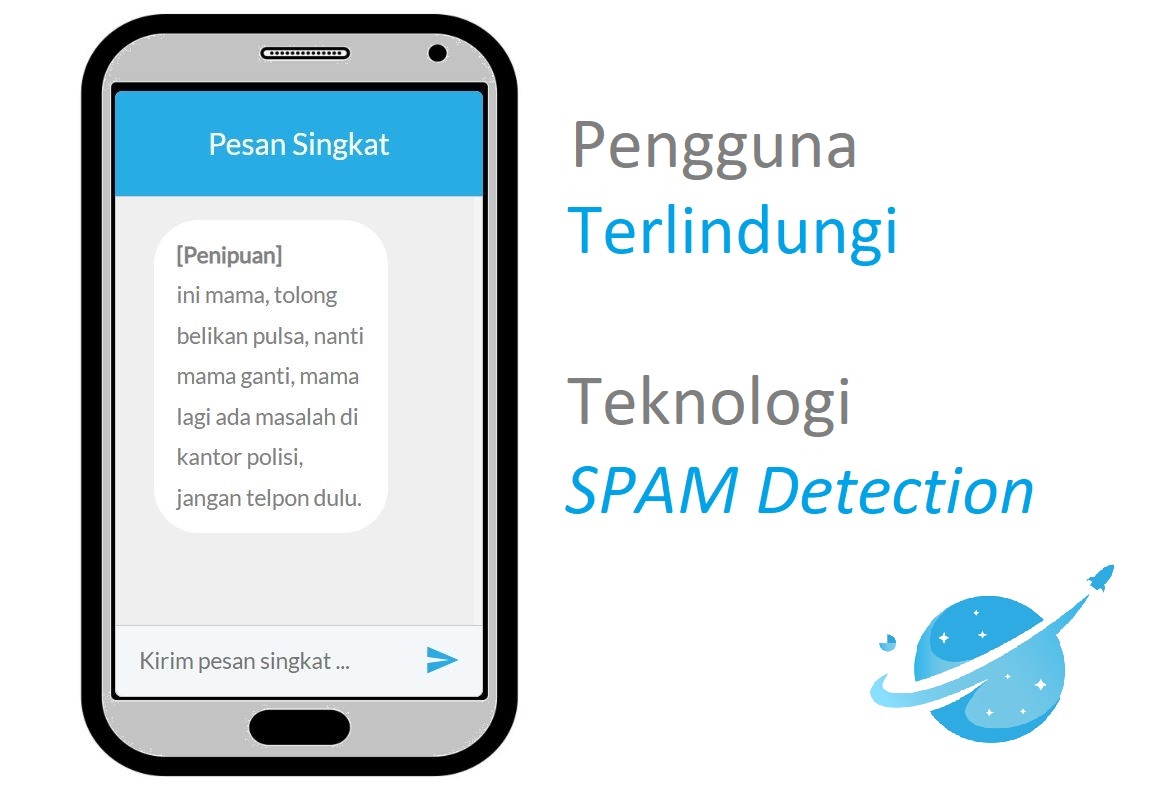 Pesan Singkat
[Penipuan]
ini mama, tolong
belikan pulsa, nanti
mama ganti, mama
lagi ada masalah di
kantor polisi,
jangan telpon dulu.
Kirim pesan singkat ...
Pengguna
Terlindungi
Teknologi
SPAM Detection